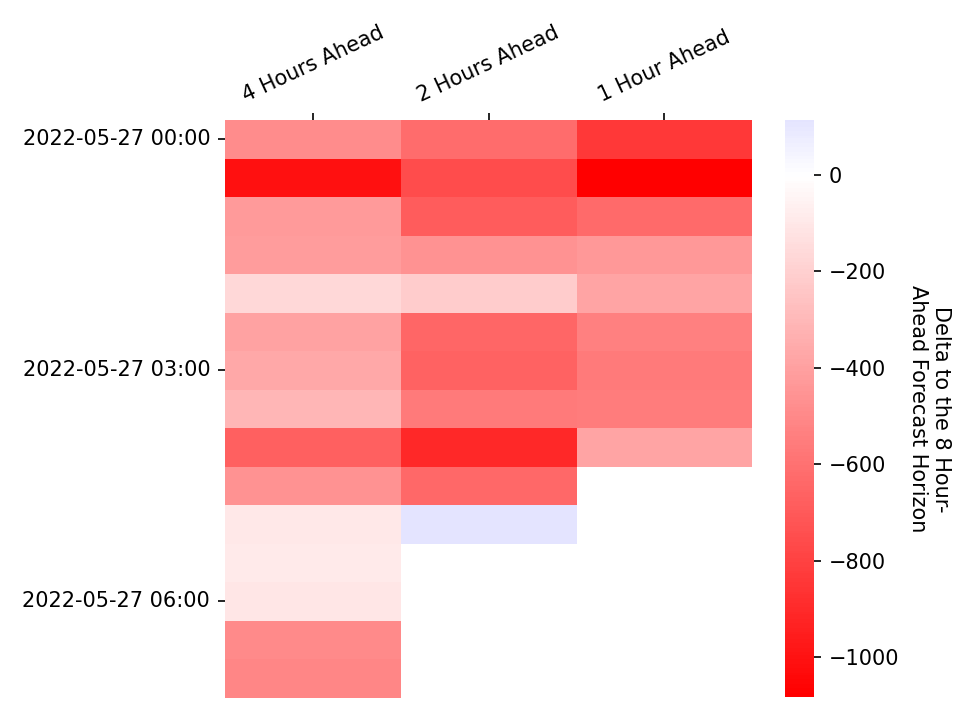 4 Hours Ahead
2 Hours Ahead
1 Hour Ahead
2022-05-27 00:00
2022-05-27 03:00
2022-05-27 06:00
0
−200
−400
−600
−800
−1000
Delta to the 8 Hour-
Ahead Forecast Horizon